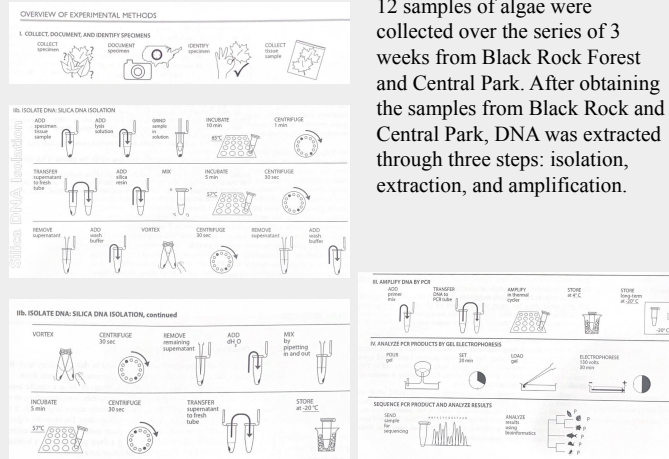 OVERVIEW OF EXPERIMENTAL METHODS
I. COLLECT, DOCUMENT, AND IDENTIFY SPECIMENS
COLLECT specimen
DOCUMENT specimen
IDENTIFY specimen
COLLECT tissue sample
IIb. ISOLATE DNA: SILICA DNA ISOLATION
Silica DNA Isolation
ADD specimen tissue sample
ADD lysis solution
GRIND sample in solution
INCUBATE 10 min
65°C
CENTRIFUGE 1 min
TRANSFER supernatant to fresh tube
ADD silica resin
MIX
INCUBATE 5 min
57°C
CENTRIFUGE 30 sec
REMOVE supernatant
ADD wash buffer
VORTEX
CENTRIFUGE 30 sec
REMOVE supernatant
ADD wash buffer
IIb. ISOLATE DNA: SILICA DNA ISOLATION, continued
VORTEX
CENTRIFUGE 30 sec
REMOVE remaining supernatant
ADD dH2O
MIX by pipetting in and out
INCUBATE 5 min
57°C
CENTRIFUGE 30 sec
TRANSFER supernatant to fresh tube
STORE at -20°C
12 samples of algae were
collected over the series of 3
weeks from Black Rock Forest
and Central Park. After obtaining
the samples from Black Rock and
Central Park, DNA was extracted
through three steps: isolation,
extraction, and amplification.
III. AMPLIFY DNA BY PCR
ADD primer mix
TRANSFER DNA to PCR tube
AMPLIFY in thermal cycler
STORE at 4°C
STORE long-term at -20°C
-20°C
IV. ANALYZE PCR PRODUCTS BY GEL ELECTROPHORESIS
POUR gel
SET 20 min
LOAD gel
ELECTROPHORESE 130 volts 30 min
SEQUENCE PCR PRODUCT AND ANALYZE RESULTS
SEND sample for sequencing
ANALYZE results using bioinformatics